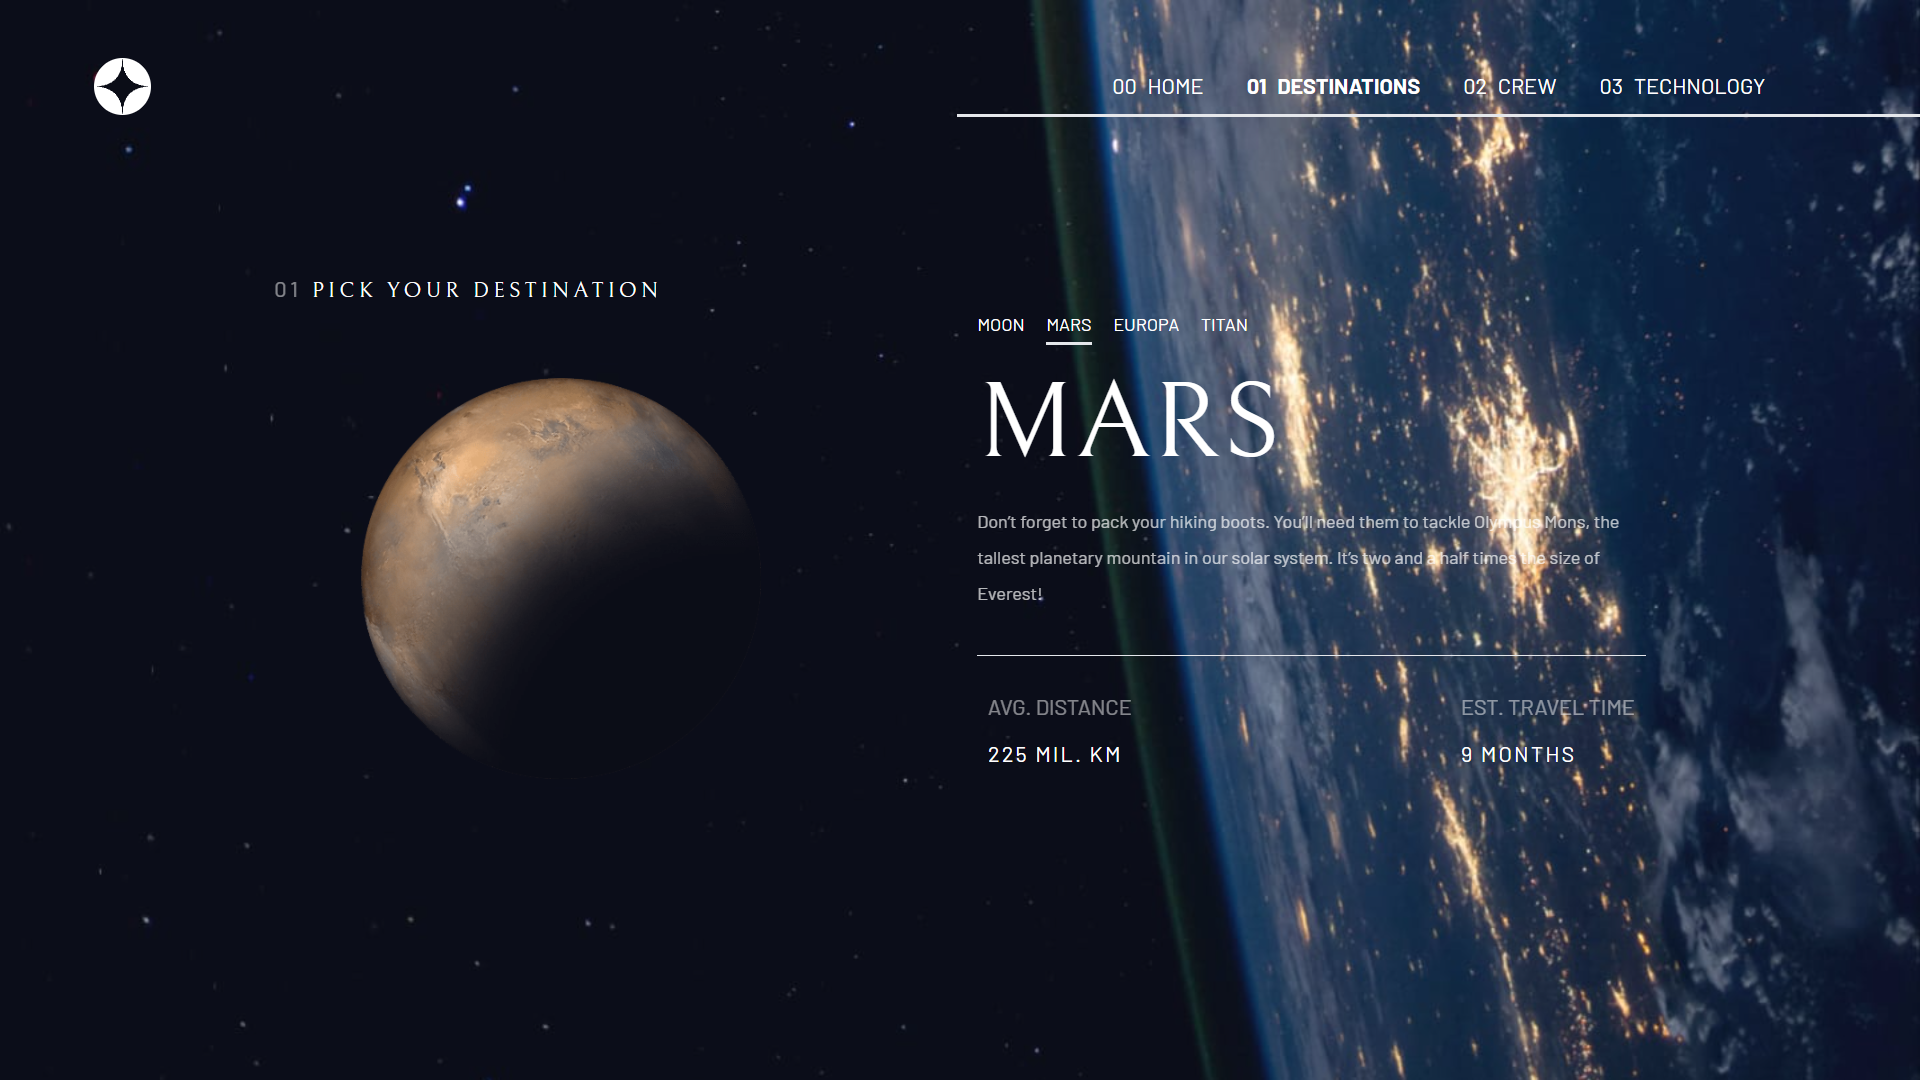 00 HOME 01 DESTINATIONS 02 CREW 03 TECHNOLOGY
01 PICK YOUR DESTINATION
MOON MARS EUROPA TITAN
MARS
Don’t forget to pack your hiking boots. You’ll need them to tackle Olympus Mons, the
tallest planetary mountain in our solar system. It’s two and a half times the size of
Everest!
AVG. DISTANCE
225 MIL. KM
EST. TRAVEL TIME
9 MONTHS